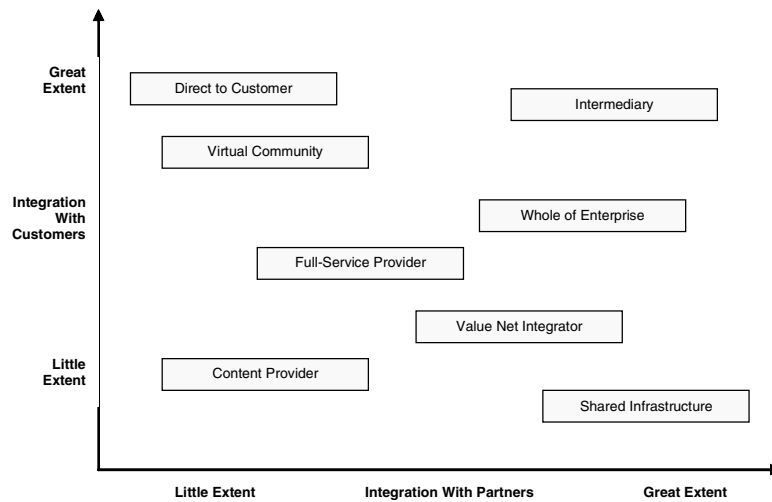 Great
Extent
Direct to Customer
Intermediary
Virtual Community
Integration
With
Customers
Whole of Enterprise
Full-Service Provider
Value Net Integrator
Little
Extent
Content Provider
Shared Infrastructure
Little Extent
Integration With Partners
Great Extent